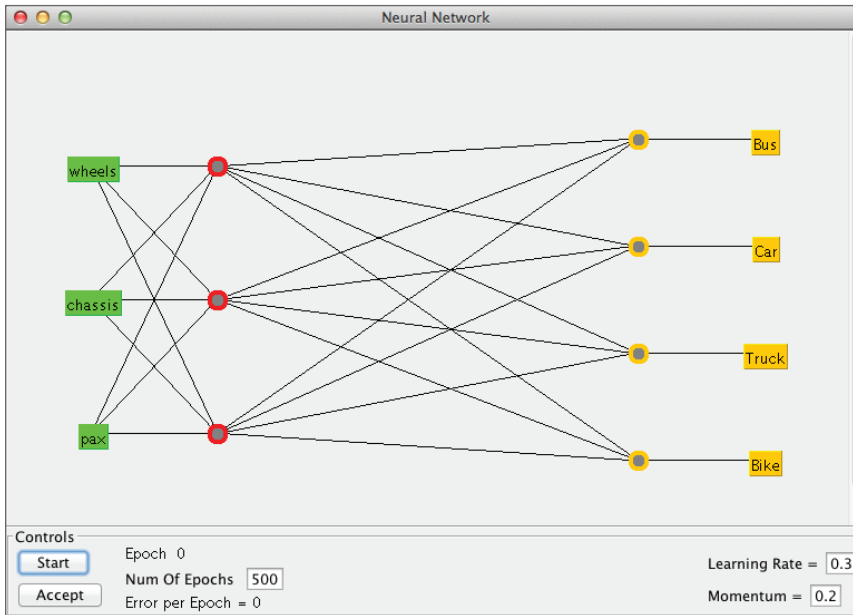 Neural Network
wheels
chassis
pax
Bus
Car
Truck
Bike
Controls
Start
Accept
Epoch 0
Num Of Epochs 500
Error per Epoch = 0
Learning Rate = 0.3
Momentum = 0.2